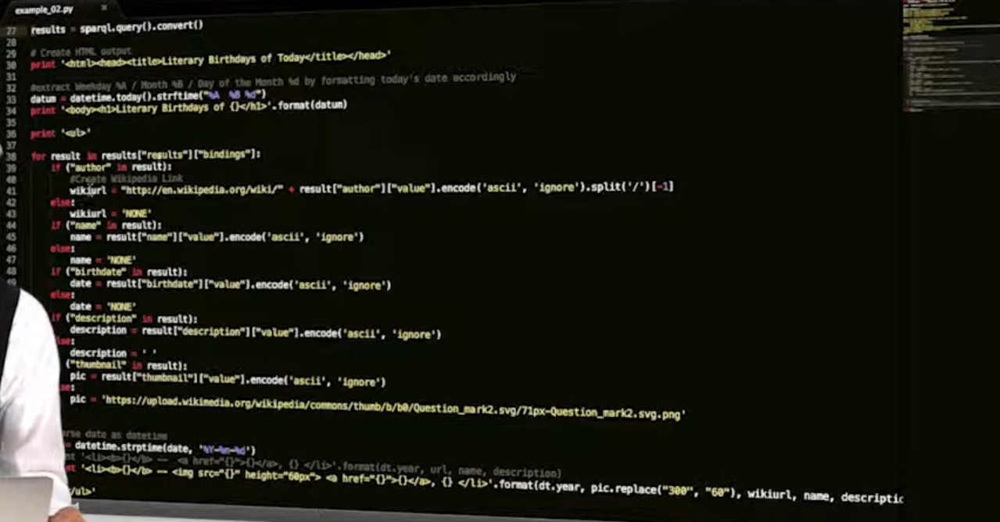 example_02.py ×
27 results = sparql.query().convert()
28
29 # Create HTML output
30 print '<html><head><title>Literary Birthdays of Today</title></head>'
31
32 #extract Weekday %A / Month %B / Day of the Month %d by formatting today's date accordingly
33 datum = datetime.today().strftime("%A %B %d")
34 print '<body><h1>Literary Birthdays of {}</h1>'.format(datum)
35
36 print '<ul>'
37
38 for result in results["results"]["bindings"]:
39 if ("author" in result):
40 #Create Wikipedia Link
41 wikiurl = "http://en.wikipedia.org/wiki/" + result["author"]["value"].encode('ascii', 'ignore').split('/')[-1]
42 else:
43 wikiurl = 'NONE'
44 if ("name" in result):
45 name = result["name"]["value"].encode('ascii', 'ignore')
46 else:
47 name = 'NONE'
48 if ("birthdate" in result):
49 date = result["birthdate"]["value"].encode('ascii', 'ignore')
else:
date = 'NONE'
if ("description" in result):
description = result["description"]["value"].encode('ascii', 'ignore')
lse:
description = ' '
("thumbnail" in result):
pic = result["thumbnail"]["value"].encode('ascii', 'ignore')
se:
pic = 'https://upload.wikimedia.org/wikipedia/commons/thumb/b/b0/Question_mark2.svg/71px-Question_mark2.svg.png'
rse date as datetime
= datetime.strptime(date, '%Y-%m-%d')
nt '<li><b>{}</b> -- <a href="{}">{}</a>, {} </li>'.format(dt.year, url, name, description)
nt '<li><b>{}</b> -- <img src="{}" height="60px"> <a href="{}">{}</a>, {} </li>'.format(dt.year, pic.replace("300", "60"), wikiurl, name, descriptic
/ul>'